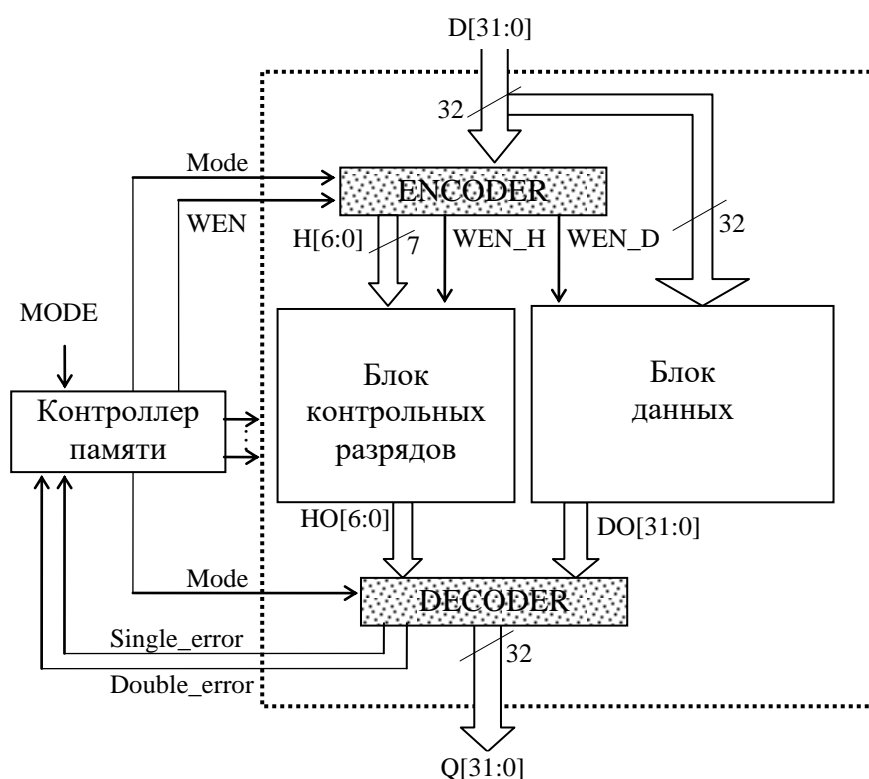 D[31:0]
32
Mode
ENCODER
WEN
H[6:0]
7
WEN_H
WEN_D
32
MODE
Блок
контрольных
разрядов
Блок
данных
Контроллер
памяти
HO[6:0]
DO[31:0]
Mode
DECODER
Single_error
32
Double_error
Q[31:0]